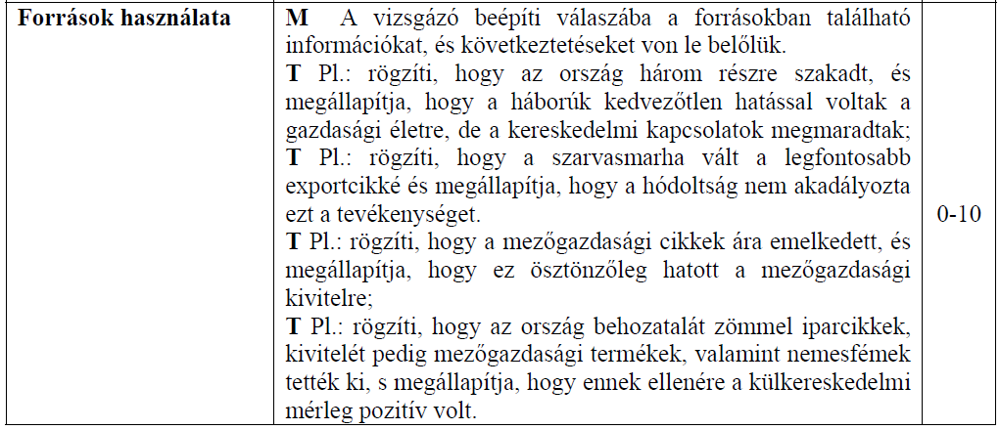 Források használata
M A vizsgázó beépíti válaszába a forrásokban található
információkat, és következtetéseket von le belőlük.
T Pl.: rögzíti, hogy az ország három részre szakadt, és
megállapítja, hogy a háborúk kedvezőtlen hatással voltak a
gazdasági életre, de a kereskedelmi kapcsolatok megmaradtak;
T Pl.: rögzíti, hogy a szarvasmarha vált a legfontosabb
exportcikké és megállapítja, hogy a hódoltság nem akadályozta
ezt a tevékenységet.
T Pl.: rögzíti, hogy a mezőgazdasági cikkek ára emelkedett, és
megállapítja, hogy ez ösztönzőleg hatott a mezőgazdasági
kivitelre;
T Pl.: rögzíti, hogy az ország behozatalát zömmel iparcikkek,
kivitelét pedig mezőgazdasági termékek, valamint nemesfémek
tették ki, s megállapítja, hogy ennek ellenére a külkereskedelmi
mérleg pozitív volt.
0-10